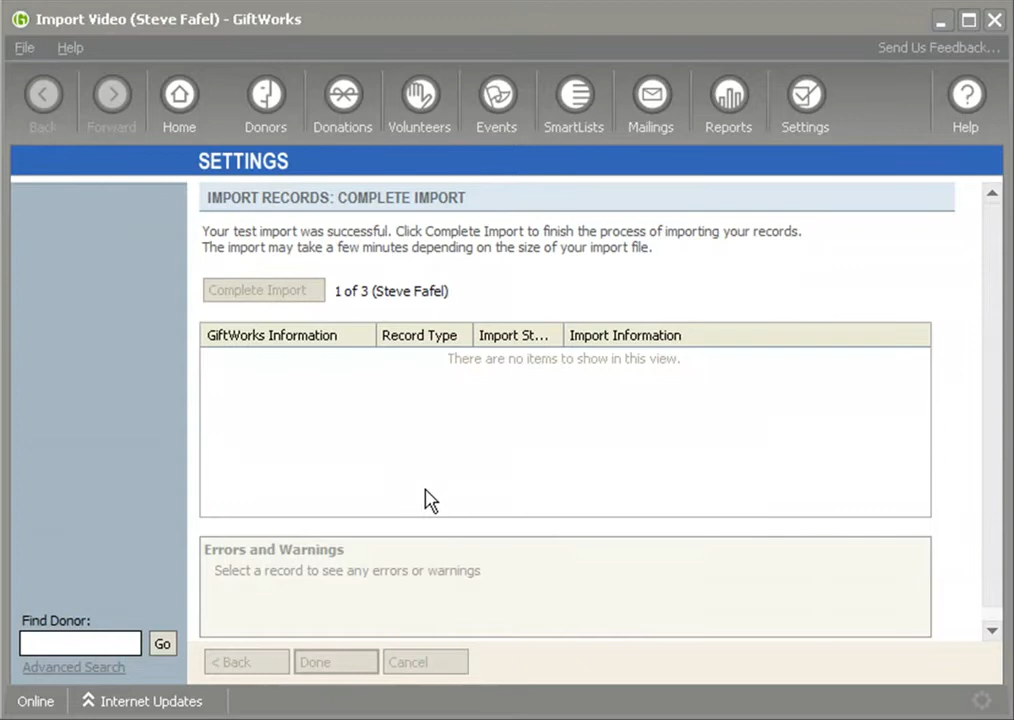 Import Video (Steve Fafel) - GiftWorks
File Help Send Us Feedback...
Back Forward Home Donors Donations Volunteers Events SmartLists Mailings Reports Settings Help
SETTINGS
IMPORT RECORDS: COMPLETE IMPORT
Your test import was successful. Click Complete Import to finish the process of importing your records.
The import may take a few minutes depending on the size of your import file.
Complete Import 1 of 3 (Steve Fafel)
GiftWorks Information Record Type Import St... Import Information
There are no items to show in this view.
Errors and Warnings
Select a record to see any errors or warnings
Find Donor:
Go
Advanced Search
< Back Done Cancel
Online Internet Updates